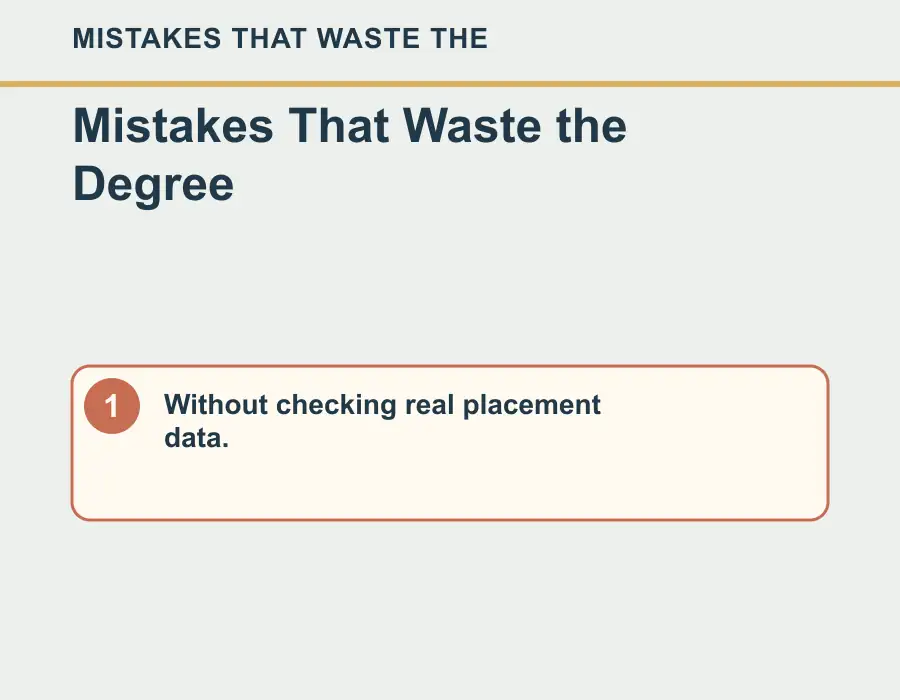 MISTAKES THAT WASTE THE
Mistakes That Waste the
Degree
1
Without checking real placement
data.